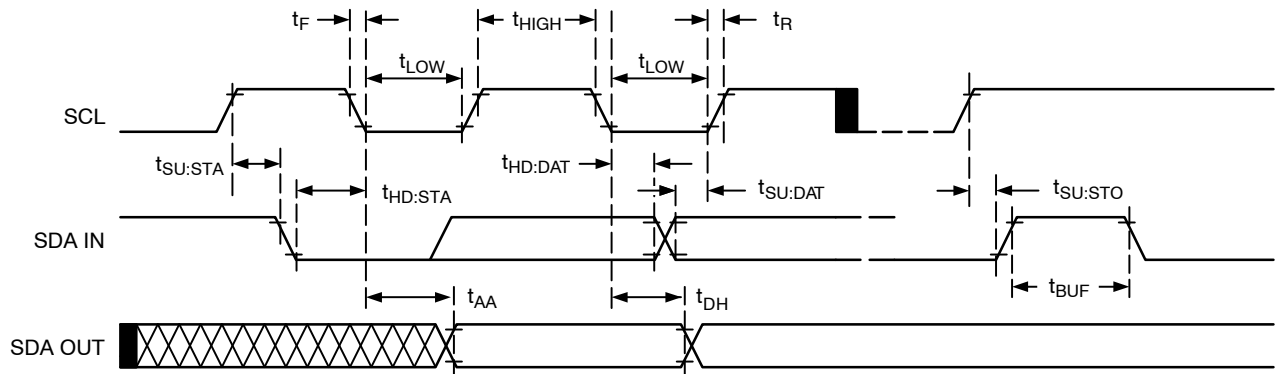 tF tHIGH tR
tLOW tLOW
SCL
tSU:STA tHD:STA tHD:DAT tSU:DAT tSU:STO
SDA IN
tBUF
tAA tDH
SDA OUT